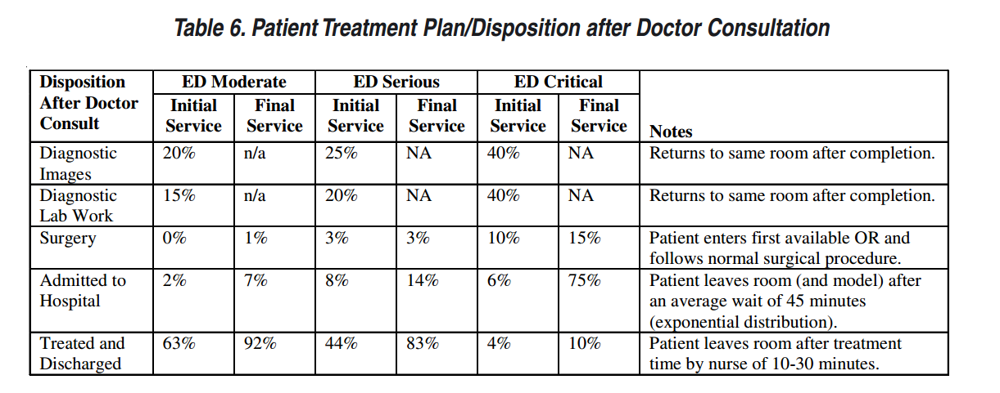 Table 6. Patient Treatment Plan/Disposition after Doctor Consultation
Disposition After Doctor Consult | ED Moderate | ED Serious | ED Critical | Notes
Initial Service | Final Service | Initial Service | Final Service | Initial Service | Final Service
Diagnostic Images | 20% | n/a | 25% | NA | 40% | NA | Returns to same room after completion.
Diagnostic Lab Work | 15% | n/a | 20% | NA | 40% | NA | Returns to same room after completion.
Surgery | 0% | 1% | 3% | 3% | 10% | 15% | Patient enters first available OR and follows normal surgical procedure.
Admitted to Hospital | 2% | 7% | 8% | 14% | 6% | 75% | Patient leaves room (and model) after an average wait of 45 minutes (exponential distribution).
Treated and Discharged | 63% | 92% | 44% | 83% | 4% | 10% | Patient leaves room after treatment time by nurse of 10-30 minutes.